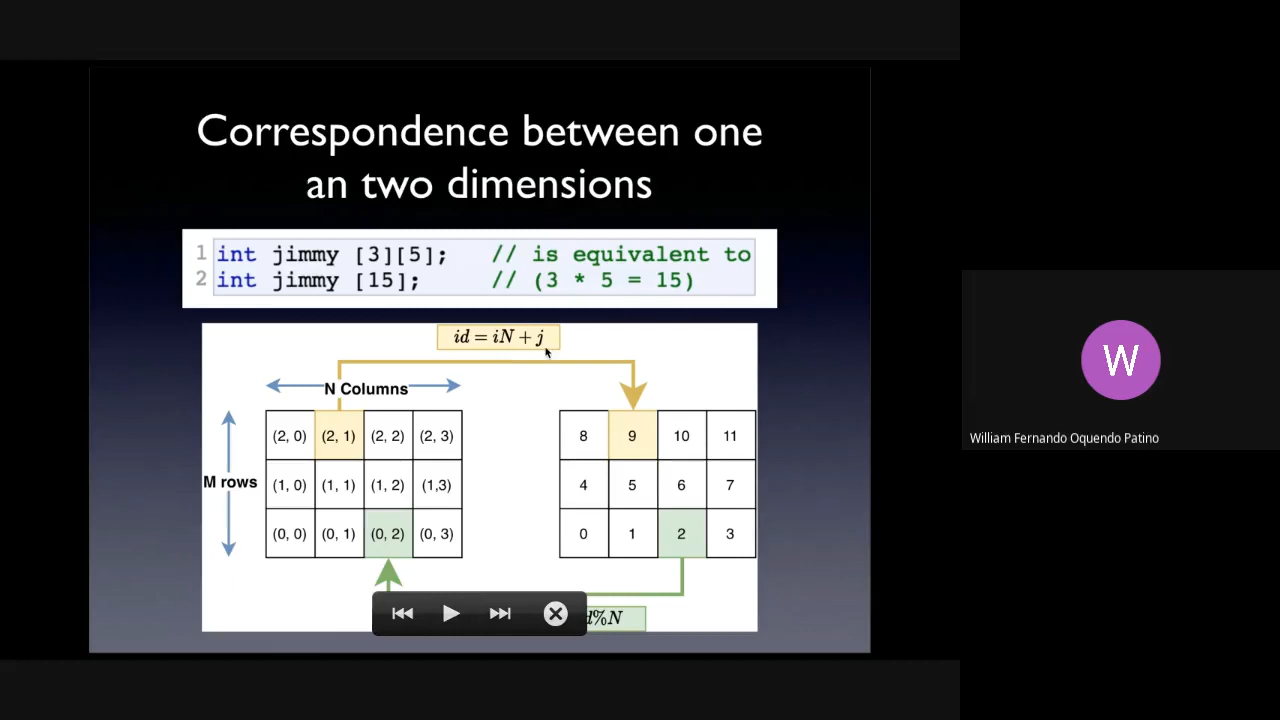 Correspondence between one
an two dimensions
1 int jimmy [3][5]; // is equivalent to
2 int jimmy [15]; // (3 * 5 = 15)
id = iN + j
N Columns
M rows
(2, 0) (2, 1) (2, 2) (2, 3)
(1, 0) (1, 1) (1, 2) (1,3)
(0, 0) (0, 1) (0, 2) (0, 3)
8 9 10 11
4 5 6 7
0 1 2 3
%N
W
William Fernando Oquendo Patino